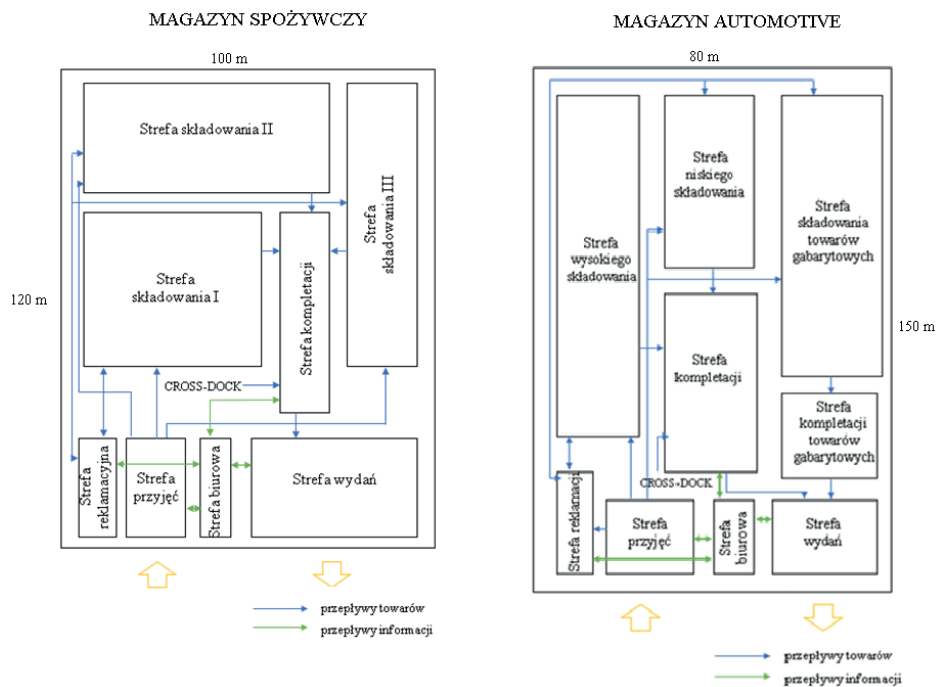 MAGAZYN SPOŻYWCZY
100 m
120 m
Strefa składowania II
Strefa
składowania III
Strefa
składowania I
Strefa kompletacji
CROSS-DOCK
Strefa
reklamacyjna
Strefa
przyjęć
Strefa biurowa
Strefa wydań
przepływy towarów
przepływy informacji
MAGAZYN AUTOMOTIVE
80 m
150 m
Strefa
niskiego
składowania
Strefa
składowania
towarów
gabarytowych
Strefa
wysokiego
składowania
Strefa
kompletacji
Strefa
kompletacji
towarów
gabarytowych
CROSS-DOCK
Strefa reklamacji
Strefa
przyjęć
Strefa
biurowa
Strefa
wydań
przepływy towarów
przepływy informacji